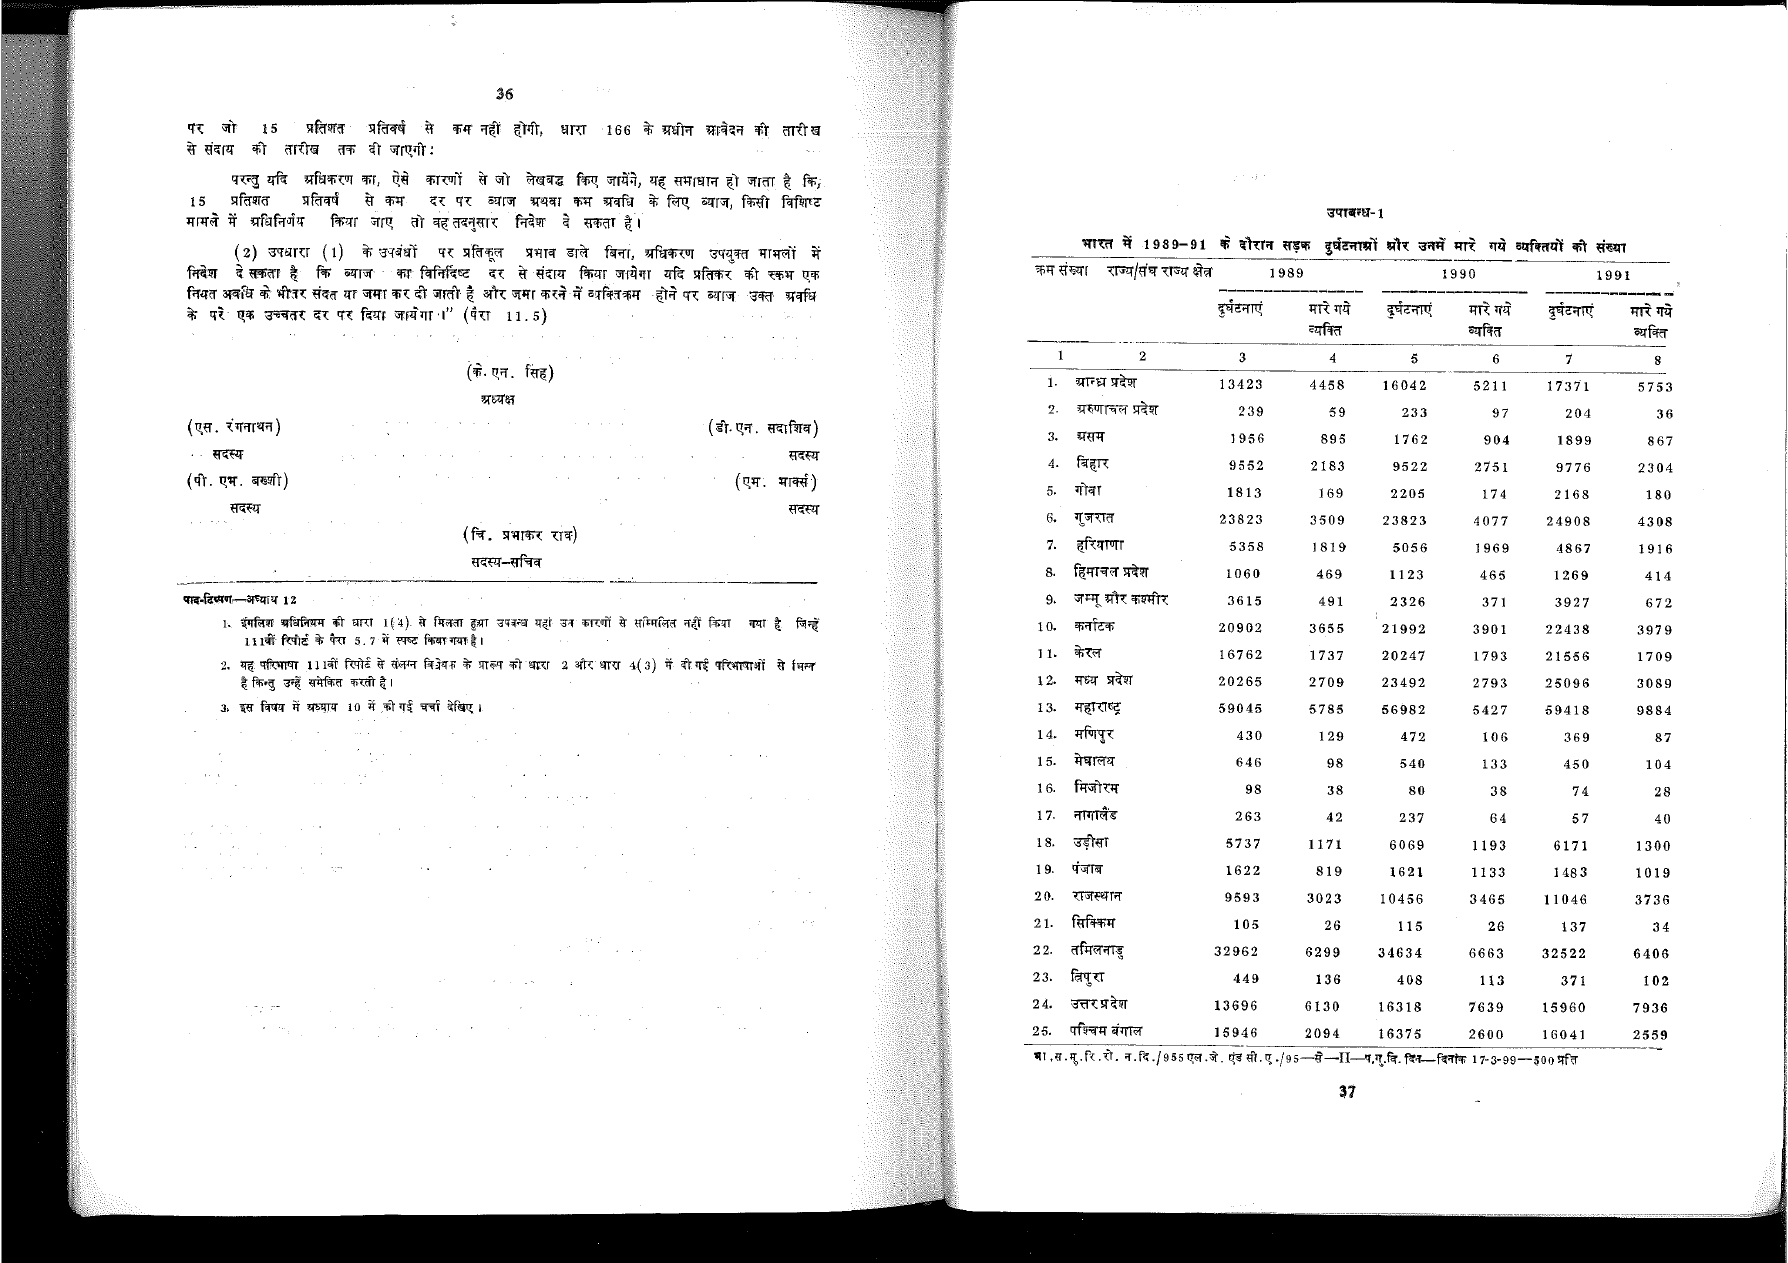 36
पर जो 15 प्रतिशत प्रतिवर्ष से कम नहीं होगी, धारा 166 के अधीन आवेदन की तारीख
से संदाय की तारीख तक दी जाएगी:
परन्तु यदि अधिकरण का, ऐसे कारणों से जो लेखबद्ध किए जायेंगे, यह समाधान हो जाता है कि,
15 प्रतिशत प्रतिवर्ष से कम दर पर ब्याज अथवा कम अवधि के लिए ब्याज, किसी विशिष्ट
मामले में अधिनिर्णय किया जाए तो वह तदनुसार निदेश दे सकता है।
(2) उपधारा (1) के उपबंधों पर प्रतिकूल प्रभाव डाले बिना, अधिकरण उपयुक्त मामलों में
निदेश दे सकता है कि ब्याज का विनिर्दिष्ट दर से संदाय किया जायेगा यदि प्रतिकर की रकम एक
नियत अवधि के भीतर संदत या जमा कर दी जाती है और जमा करने में व्यतिक्रम होने पर ब्याज उक्त अवधि
के परे एक उच्चतर दर पर दिया जायेगा।" (पैरा 11.5)
(के. एन. सिंह)
अध्यक्ष
(एस. रंगनाथन) (डी. एन. सदाशिव)
सदस्य सदस्य
(पी. एम. बख्शी) (एम. मार्क्स)
सदस्य सदस्य
(चि. प्रभाकर राव)
सदस्य–सचिव
पाद-टिप्पण—अध्याय 12
1. इंगलिश अधिनियम की धारा 1(4) से मिलता हुआ उपबन्ध यहां उन कारणों से सम्मिलित नहीं किया गया है जिन्हें
111वीं रिपोर्ट के पैरा 5.7 में स्पष्ट किया गया है।
2. यह परिभाषा 111वीं रिपोर्ट से संलग्न विधेयक के प्रारूप की धारा 2 और धारा 4(3) में दी गई परिभाषाओं से भिन्न
है किन्तु उन्हें समेकित करती है।
3. इस विषय में अध्याय 10 में की गई चर्चा देखिए।
उपाबन्ध-1
भारत में 1989–91 के दौरान सड़क दुर्घटनाओं और उनमें मारे गये व्यक्तियों की संख्या
क्रम संख्या राज्य/संघ राज्य क्षेत्र 1989 1990 1991
दुर्घटनाएं मारे गये दुर्घटनाएं मारे गये दुर्घटनाएं मारे गये
व्यक्ति व्यक्ति व्यक्ति
1 2 3 4 5 6 7 8
1. आन्ध्र प्रदेश 13423 4458 16042 5211 17371 5753
2. अरुणाचल प्रदेश 239 59 233 97 204 36
3. असम 1956 895 1762 904 1899 867
4. बिहार 9552 2183 9522 2751 9776 2304
5. गोवा 1813 169 2205 174 2168 180
6. गुजरात 23823 3509 23823 4077 24908 4308
7. हरियाणा 5358 1819 5056 1969 4867 1916
8. हिमाचल प्रदेश 1060 469 1123 465 1269 414
9. जम्मू और कश्मीर 3615 491 2326 371 3927 672
10. कर्नाटक 20902 3655 21992 3901 22438 3979
11. केरल 16762 1737 20247 1793 21556 1709
12. मध्य प्रदेश 20265 2709 23492 2793 25096 3089
13. महाराष्ट्र 59045 5785 56982 5427 59418 9884
14. मणिपुर 430 129 472 106 369 87
15. मेघालय 646 98 540 133 450 104
16. मिजोरम 98 38 80 38 74 28
17. नागालैंड 263 42 237 64 57 40
18. उड़ीसा 5737 1171 6069 1193 6171 1300
19. पंजाब 1622 819 1621 1133 1483 1019
20. राजस्थान 9593 3023 10456 3465 11046 3736
21. सिक्किम 105 26 115 26 137 34
22. तमिलनाडु 32962 6299 34634 6663 32522 6406
23. त्रिपुरा 449 136 408 113 371 102
24. उत्तर प्रदेश 13696 6130 16318 7639 15960 7936
25. पश्चिम बंगाल 15946 2094 16375 2600 16041 2559
भा.स.मु.रि.रो. न.दि./955 एल.जे. एंड सी.ए./95—से—II—प.मु.वि. दिन—दिनांक 17-3-99—500 प्रति
37